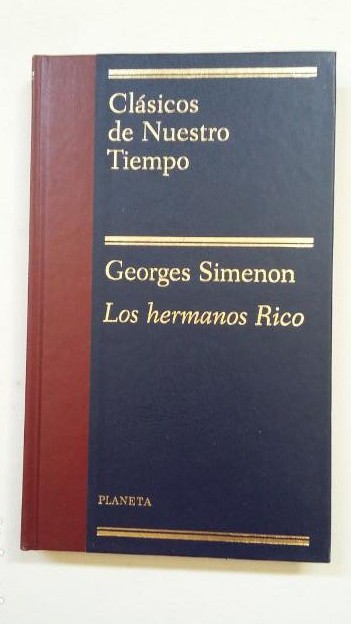 Clásicos
de Nuestro
Tiempo
Georges Simenon
Los hermanos Rico
PLANETA